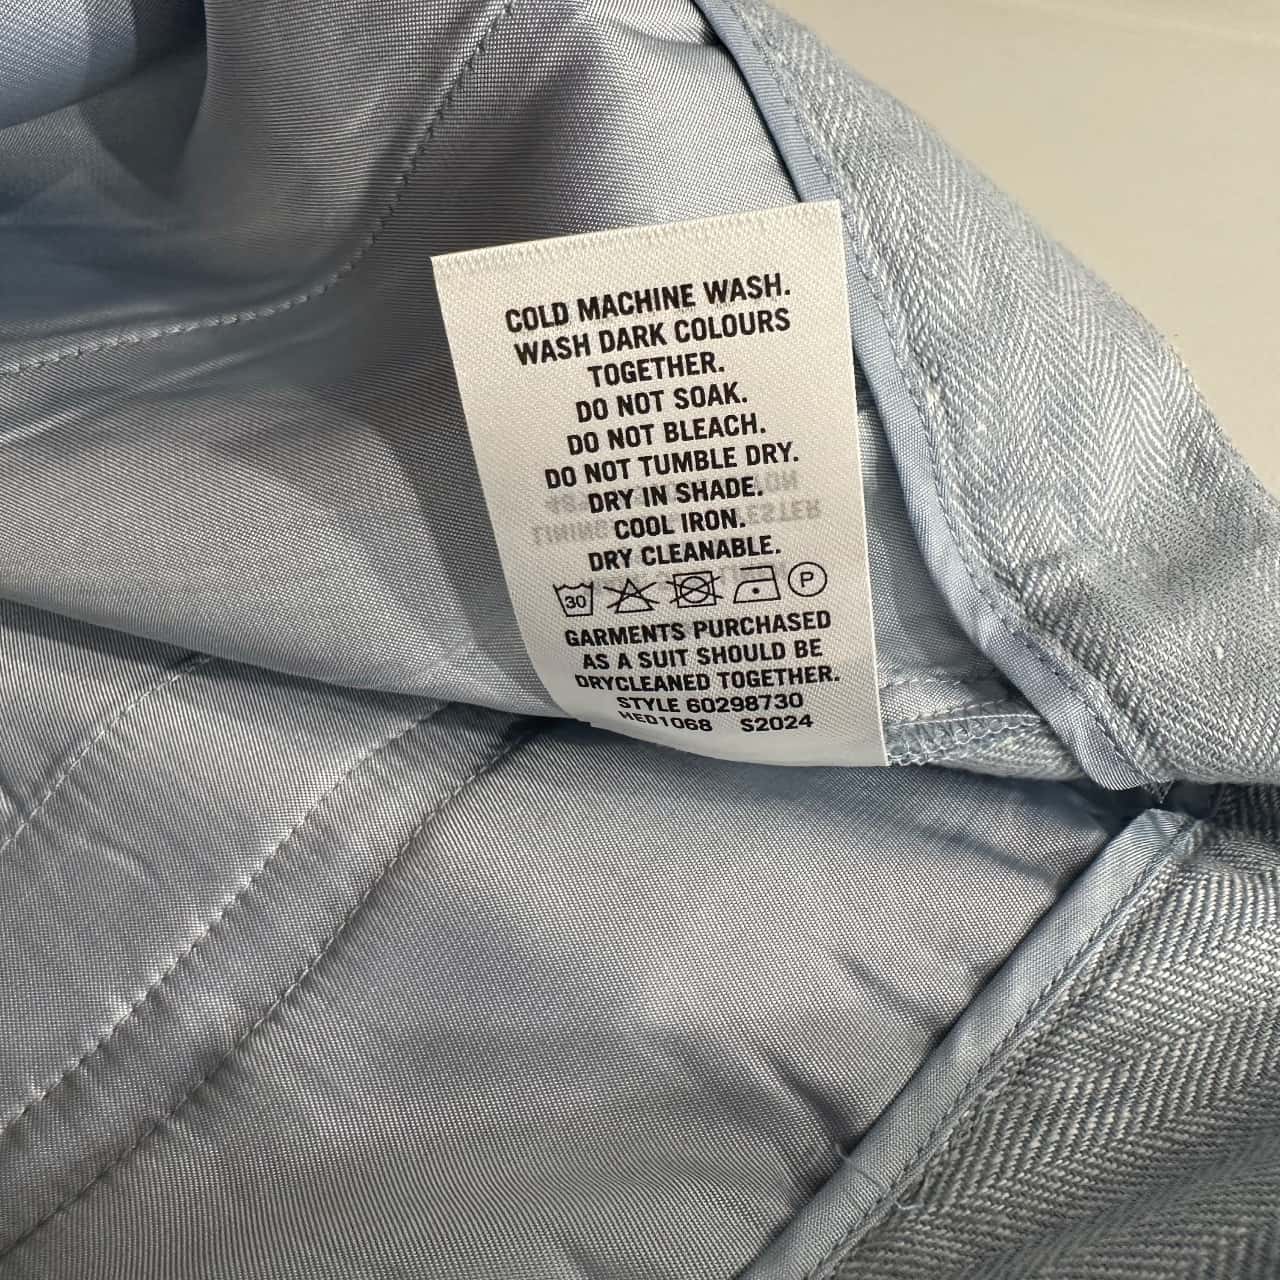 COLD MACHINE WASH.
WASH DARK COLOURS
TOGETHER.
DO NOT SOAK.
DO NOT BLEACH.
DO NOT TUMBLE DRY.
DRY IN SHADE.
COOL IRON.
DRY CLEANABLE.
30 P
GARMENTS PURCHASED
AS A SUIT SHOULD BE
DRYCLEANED TOGETHER.
STYLE 60298730
HED1068 S2024